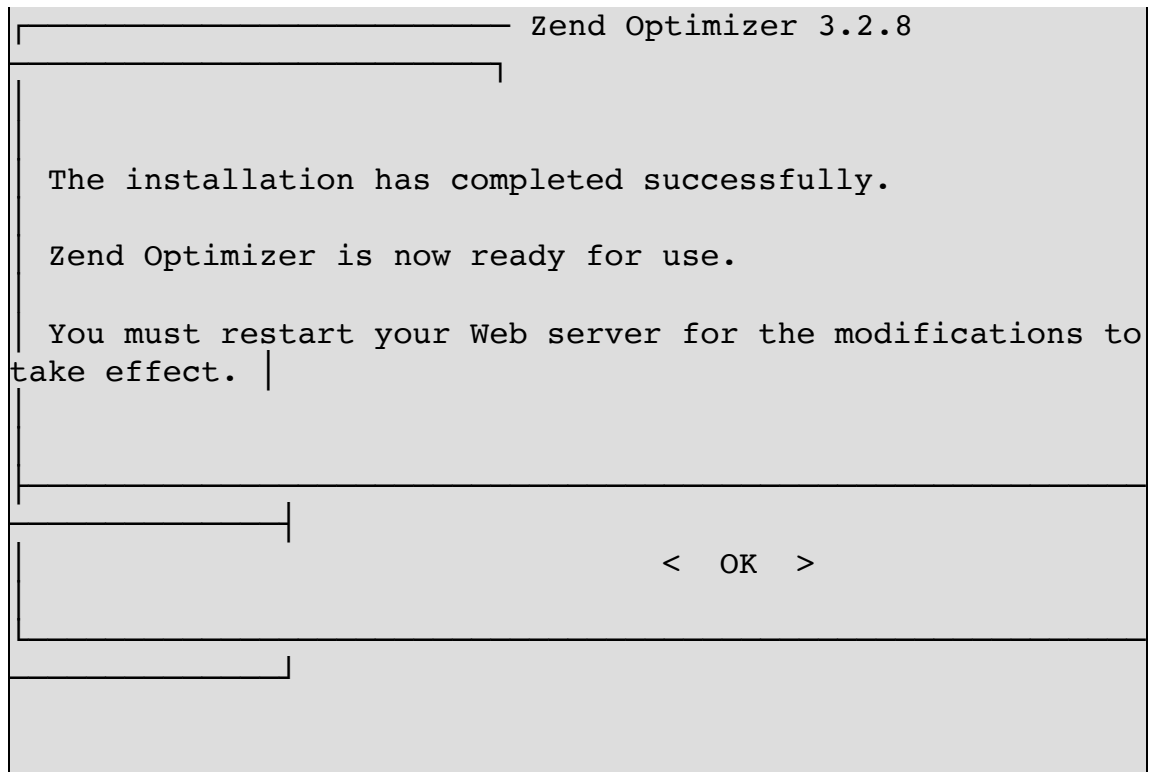 Zend Optimizer 3.2.8
The installation has completed successfully.
Zend Optimizer is now ready for use.
You must restart your Web server for the modifications to
take effect.
< OK >